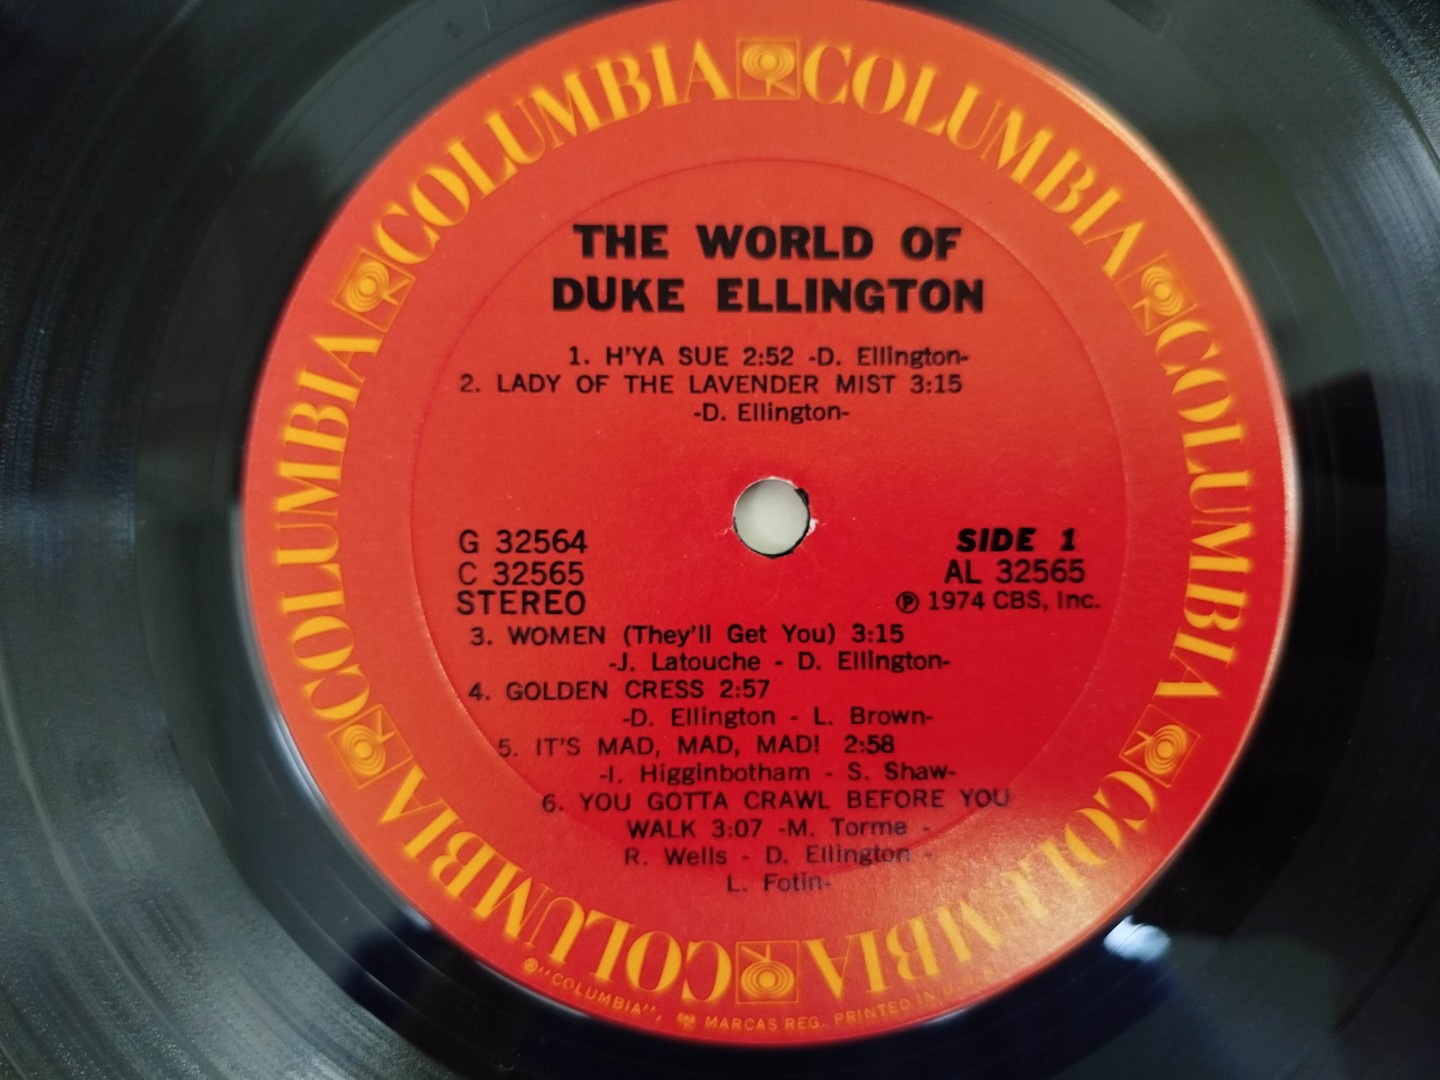 COLUMBIA COLUMBIA COLUMBIA COLUMBIA COLUMBIA COLUMBIA
THE WORLD OF
DUKE ELLINGTON
1. H'YA SUE 2:52 -D. Ellington-
2. LADY OF THE LAVENDER MIST 3:15
-D. Ellington-
G 32564
C 32565
STEREO
SIDE 1
AL 32565
℗ 1974 CBS, Inc.
3. WOMEN (They'll Get You) 3:15
-J. Latouche - D. Ellington-
4. GOLDEN CRESS 2:57
-D. Ellington - L. Brown-
5. IT'S MAD, MAD, MAD! 2:58
-I. Higginbotham - S. Shaw-
6. YOU GOTTA CRAWL BEFORE YOU
WALK 3:07 -M. Torme -
R. Wells - D. Ellington -
L. Fotin-
®"COLUMBIA", MARCAS REG. PRINTED IN U.S.A.